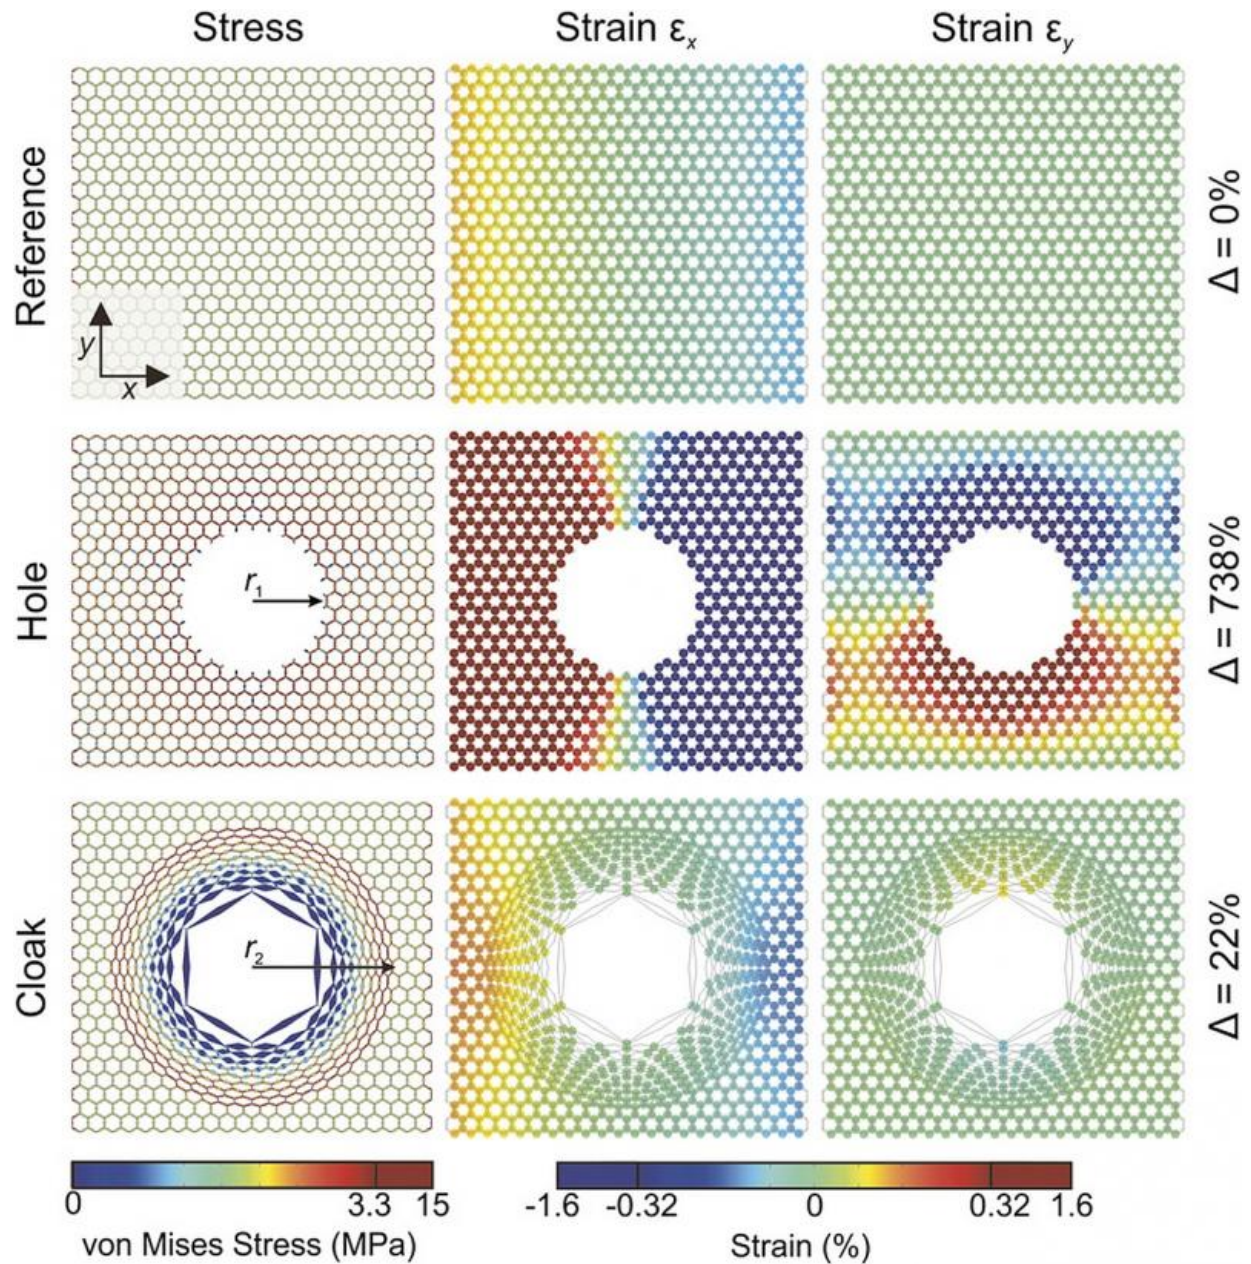 Stress Strain εₓ Strain εᵧ
Reference
y
x
Δ = 0%
Hole
r₁
Δ = 738%
Cloak
r₂
Δ = 22%
0 3.3 15
von Mises Stress (MPa)
-1.6 -0.32 0 0.32 1.6
Strain (%)